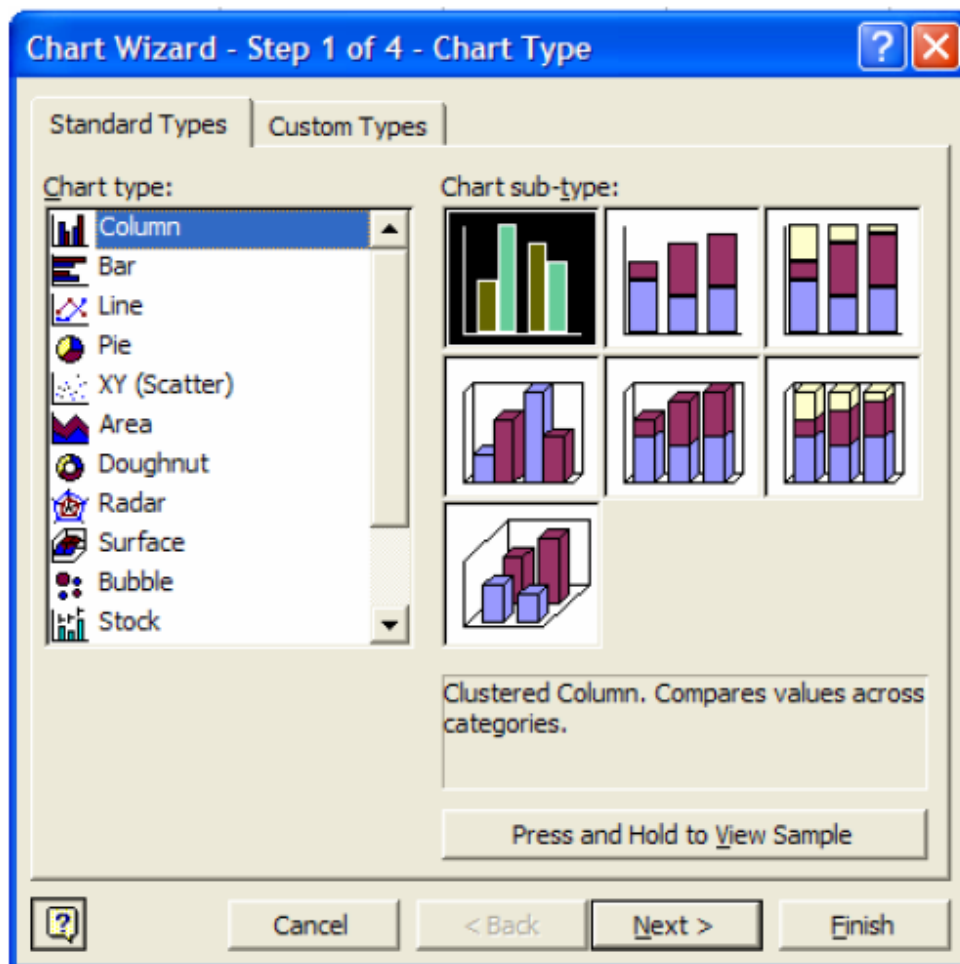 Chart Wizard - Step 1 of 4 - Chart Type
Standard Types
Custom Types
Chart type:
Column
Bar
Line
Pie
XY (Scatter)
Area
Doughnut
Radar
Surface
Bubble
Stock
Chart sub-type:
Clustered Column. Compares values across
categories.
Press and Hold to View Sample
Cancel
< Back
Next >
Finish